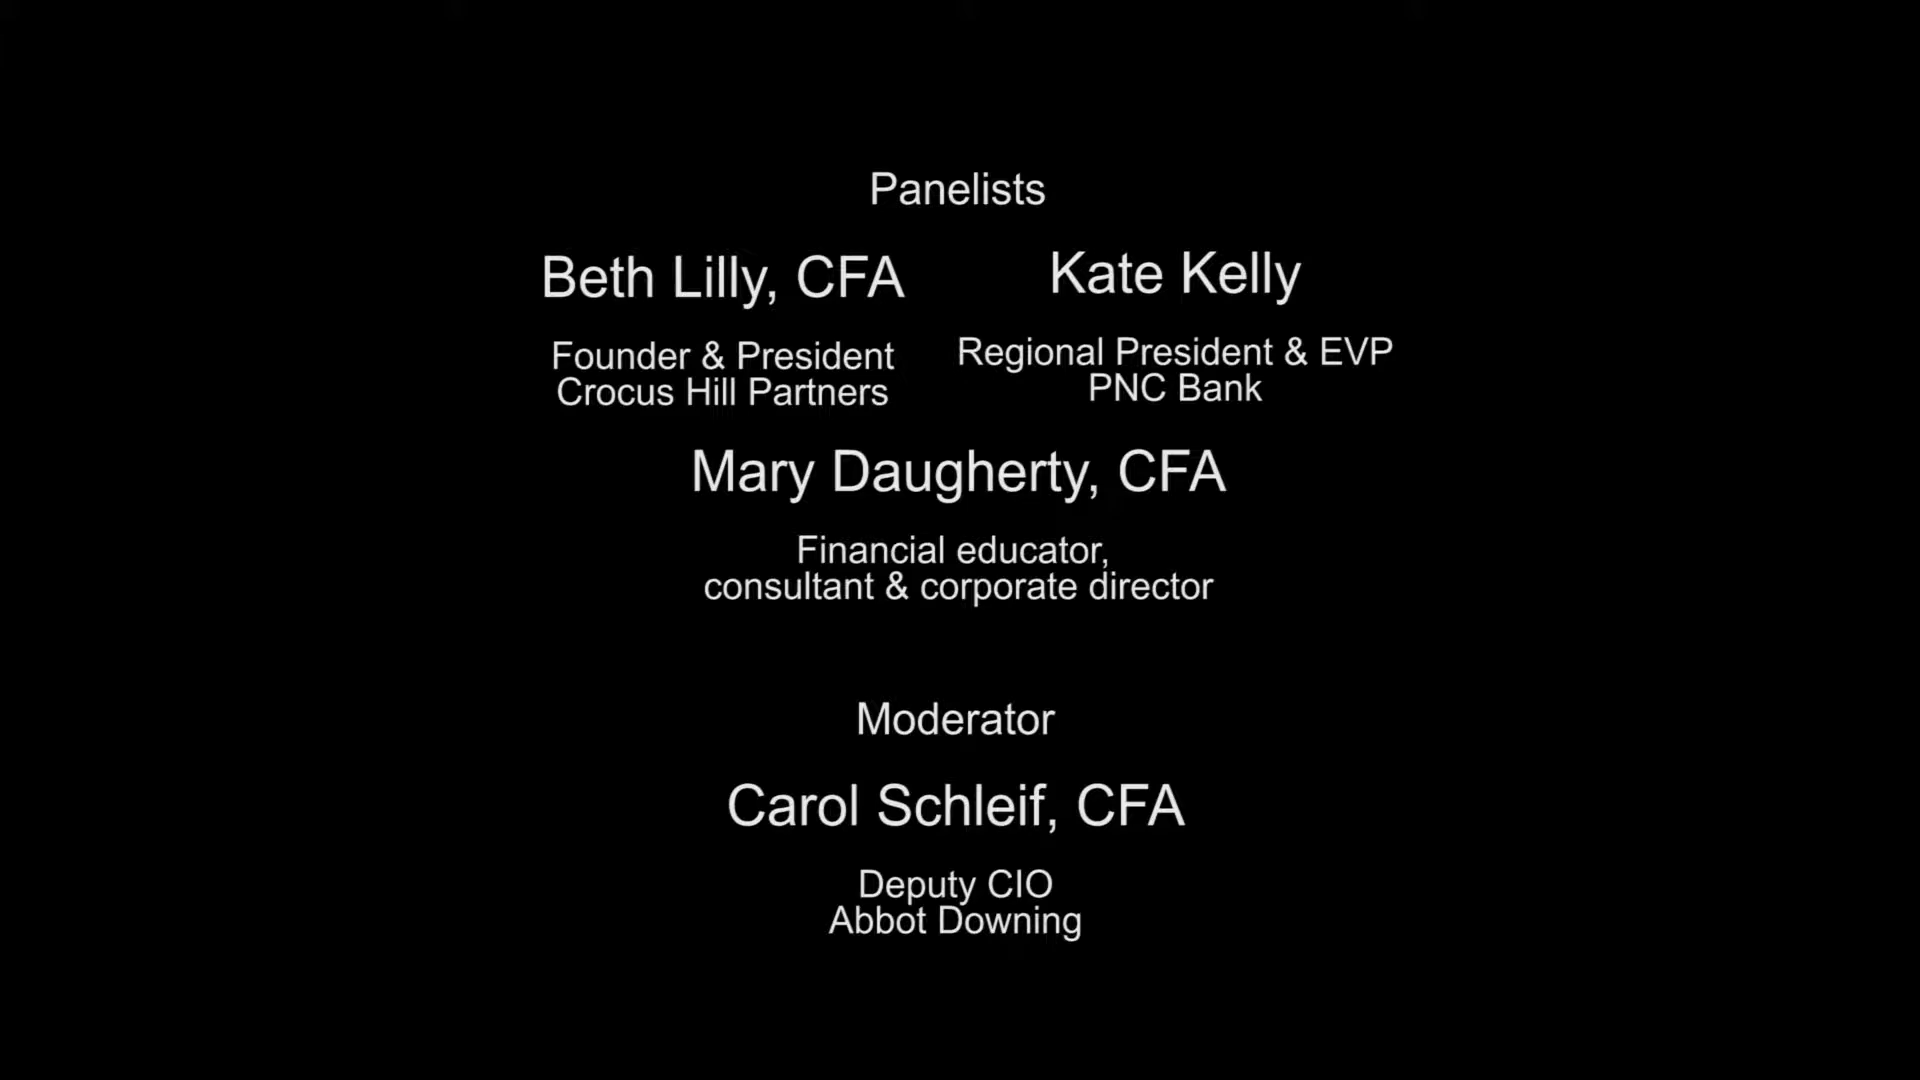 Panelists
Beth Lilly, CFA
Founder & President
Crocus Hill Partners
Kate Kelly
Regional President & EVP
PNC Bank
Mary Daugherty, CFA
Financial educator,
consultant & corporate director
Moderator
Carol Schleif, CFA
Deputy CIO
Abbot Downing